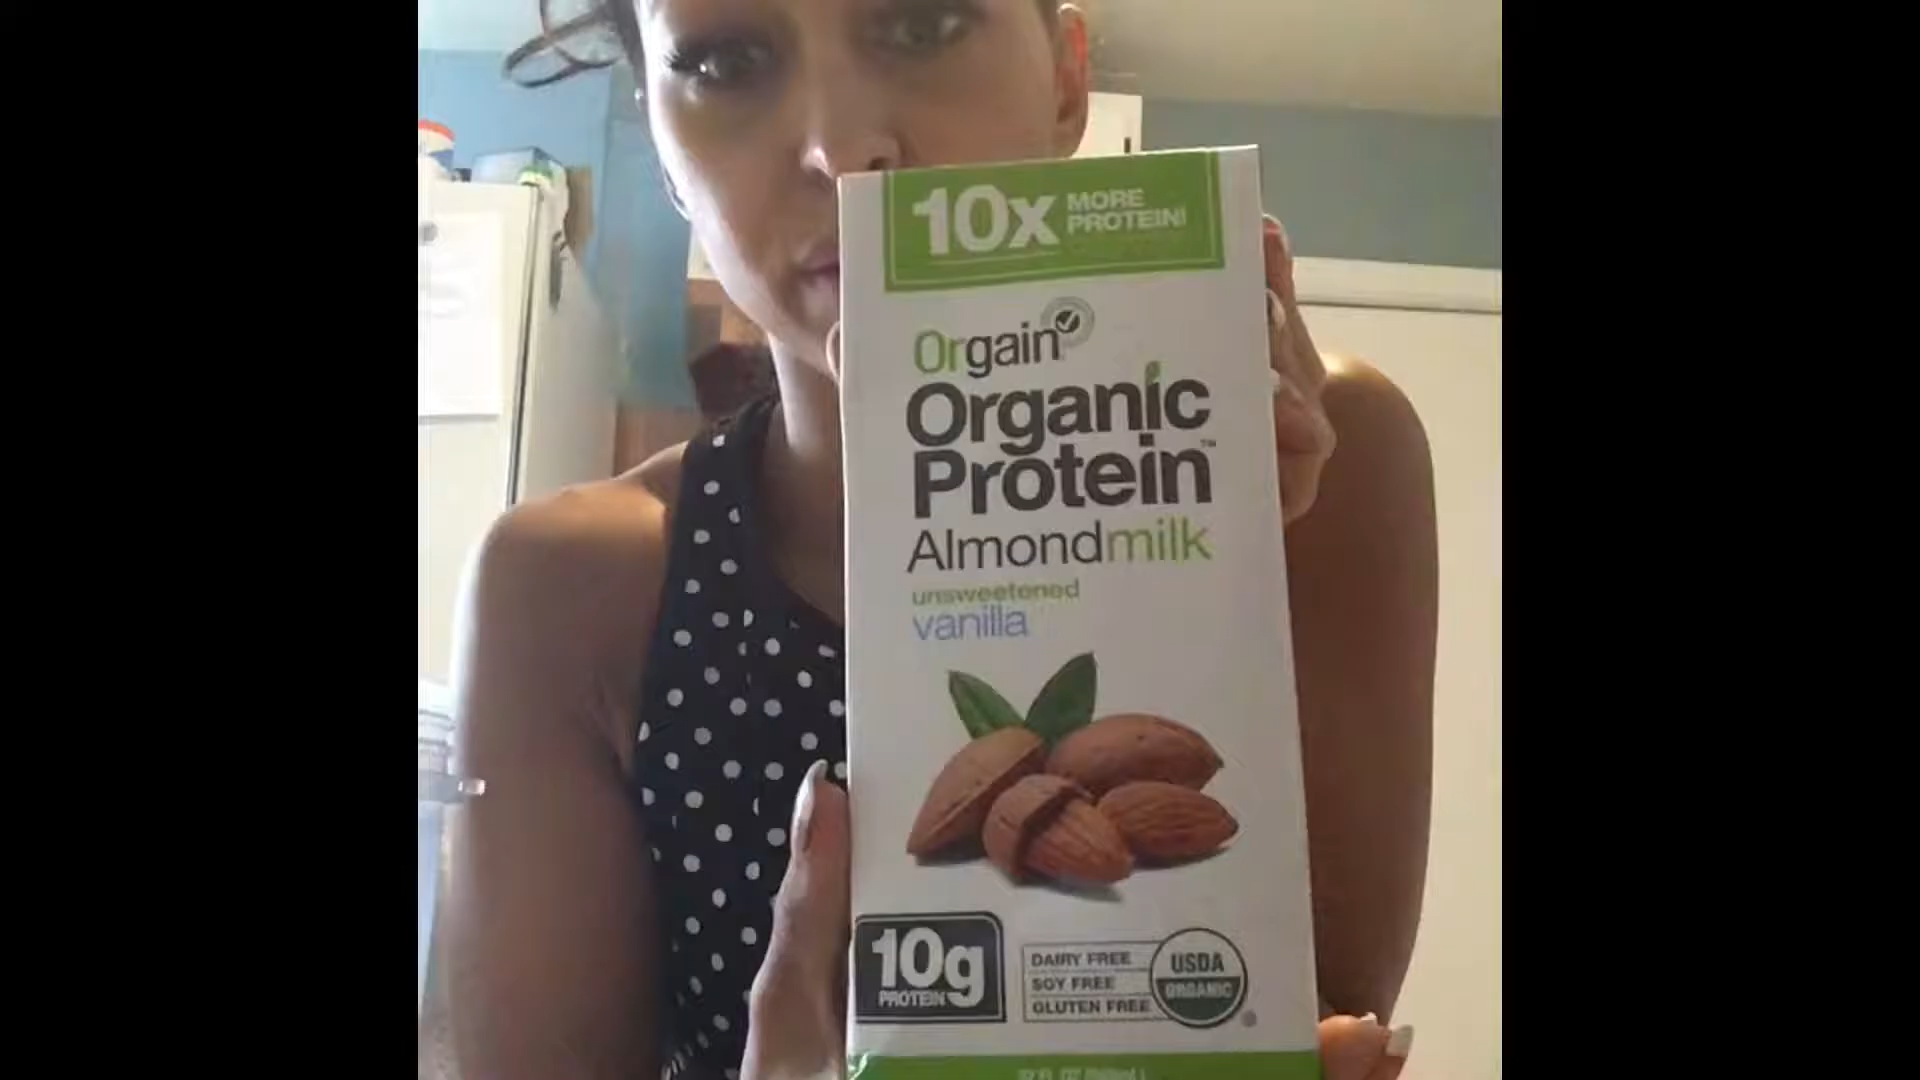 10x MORE
PROTEIN!
Orgain
Organic
Protein™
Almondmilk
unsweetened
vanilla
10g
PROTEIN
DAIRY FREE
SOY FREE
GLUTEN FREE
USDA
ORGANIC